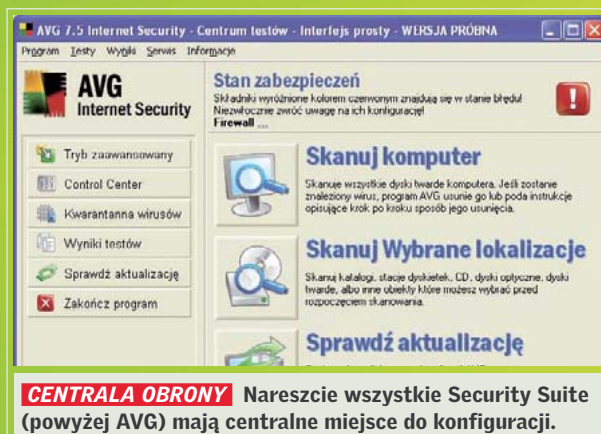 AVG 7.5 Internet Security - Centrum testów - Interfejs prosty - WERSJA PRÓBNA
Program Testy Wyniki Serwis Informacje
AVG
Internet Security
Stan zabezpieczeń
Składniki wyróżnione kolorem czerwonym znajdują się w stanie błędu!
Niezwłocznie zwróć uwagę na ich konfigurację!
Firewall ...
Tryb zaawansowany
Control Center
Kwarantanna wirusów
Wyniki testów
Sprawdź aktualizację
Zakończ program
Skanuj komputer
Skanuje wszystkie dyski twarde komputera. Jeśli zostanie
znaleziony wirus, program AVG usunie go lub poda instrukcje
opisujące krok po kroku sposób jego usunięcia.
Skanuj Wybrane lokalizacje
Skanuj katalogi, stacje dyskietek, CD, dyski optyczne, dyski
twarde, albo inne obiekty które możesz wybrać przed
rozpoczęciem skanowania.
Sprawdź aktualizację
CENTRALA OBRONY Nareszcie wszystkie Security Suite
(powyżej AVG) mają centralne miejsce do konfiguracji.